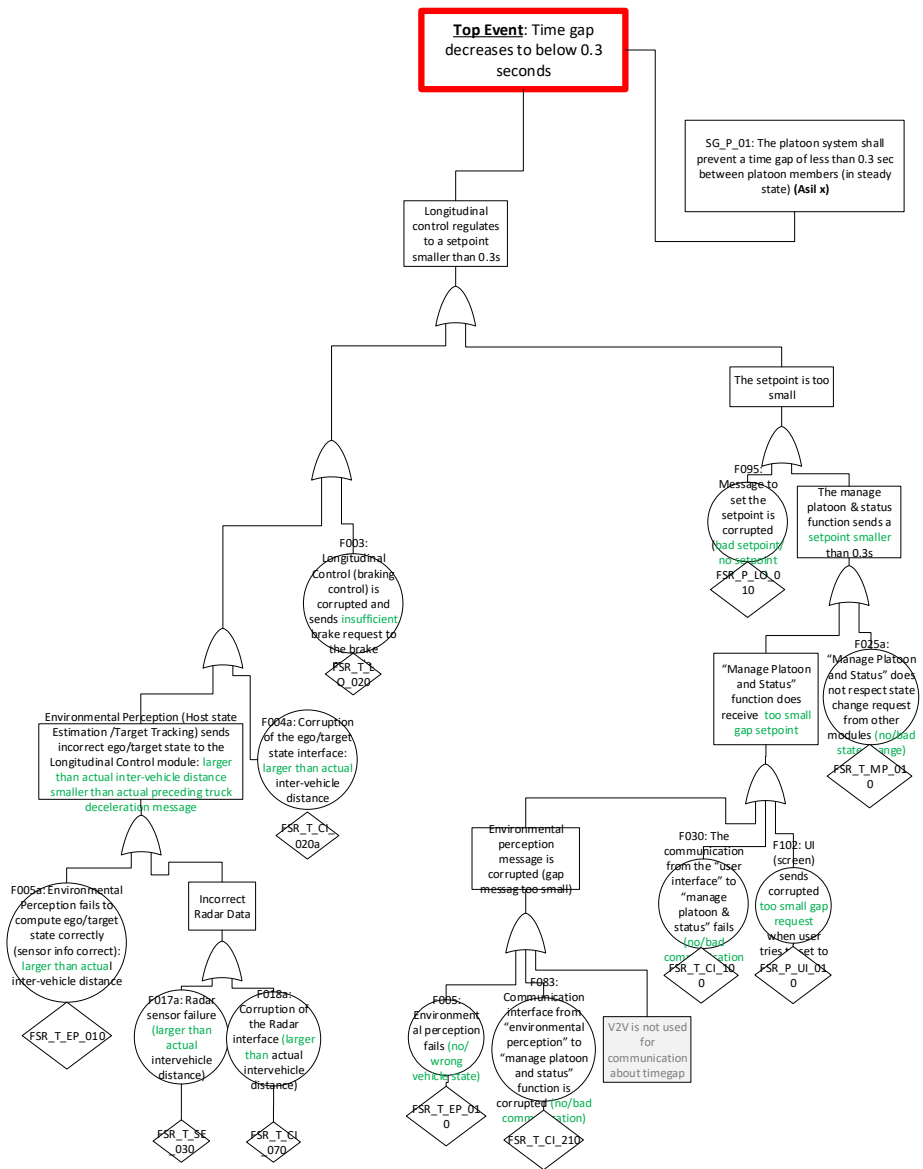 Top Event: Time gap
decreases to below 0.3
seconds
SG_P_01: The platoon system shall
prevent a time gap of less than 0.3 sec
between platoon members (in steady
state) (Asil x)
Longitudinal
control regulates
to a setpoint
smaller than 0.3s
The setpoint is too
small
F095:
Message to
set the
setpoint is
corrupted
(bad setpoint/
no setpoint
FSR_P_LO_0
10
The manage
platoon & status
function sends a
setpoint smaller
than 0.3s
F003:
Longitudinal
Control (braking
control) is
corrupted and
sends insufficient
brake request to
the brake
FSR_T_L
O_020
"Manage Platoon
and Status"
function does
receive too small
gap setpoint
F025a:
"Manage Platoon
and Status" does
not respect state
change request
from other
modules (no/bad
state change)
FSR_T_MP_01
0
Environmental Perception (Host state
Estimation /Target Tracking) sends
incorrect ego/target state to the
Longitudinal Control module: larger
than actual inter-vehicle distance
smaller than actual preceding truck
deceleration message
F004a: Corruption
of the ego/target
state interface:
larger than actual
inter-vehicle
distance
FSR_T_CI_
020a
Environmental
perception
message is
corrupted (gap
messag too small)
F030: The
communication
from the "user
interface" to
"manage
platoon &
status" fails
(no/bad
communication
FSR_T_CI_10
0
F102: UI
(screen)
sends
corrupted
too small gap
request
when user
tries to set to
FSR_P_UI_01
0
F005a: Environmental
Perception fails to
compute ego/target
state correctly
(sensor info correct):
larger than actual
inter-vehicle distance
FSR_T_EP_010
Incorrect
Radar Data
F017a: Radar
sensor failure
(larger than
actual
intervehicle
distance)
FSR_T_SE
_030
F018a:
Corruption of
the Radar
interface (larger
than actual
intervehicle
distance)
FSR_T_CI
_070
F005:
Environment
al perception
fails (no/
wrong
vehicle state)
FSR_T_EP_01
0
F083:
Communication
interface from
"environmental
perception" to
"manage platoon
and status"
function is
corrupted (no/bad
communication)
FSR_T_CI_210
V2V is not used
for
communication
about timegap